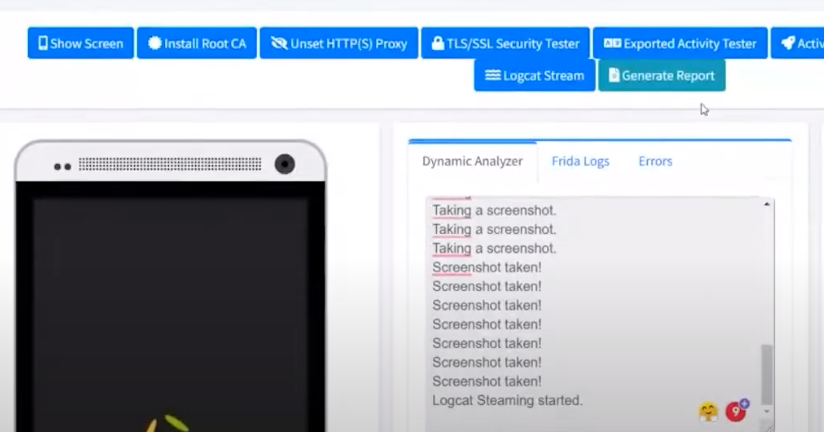 Show Screen
Install Root CA
Unset HTTP(S) Proxy
TLS/SSL Security Tester
Exported Activity Tester
Activ
Logcat Stream
Generate Report
Dynamic Analyzer
Frida Logs
Errors
Taking a screenshot.
Taking a screenshot.
Taking a screenshot.
Screenshot taken!
Screenshot taken!
Screenshot taken!
Screenshot taken!
Screenshot taken!
Screenshot taken!
Screenshot taken!
Logcat Steaming started.
9